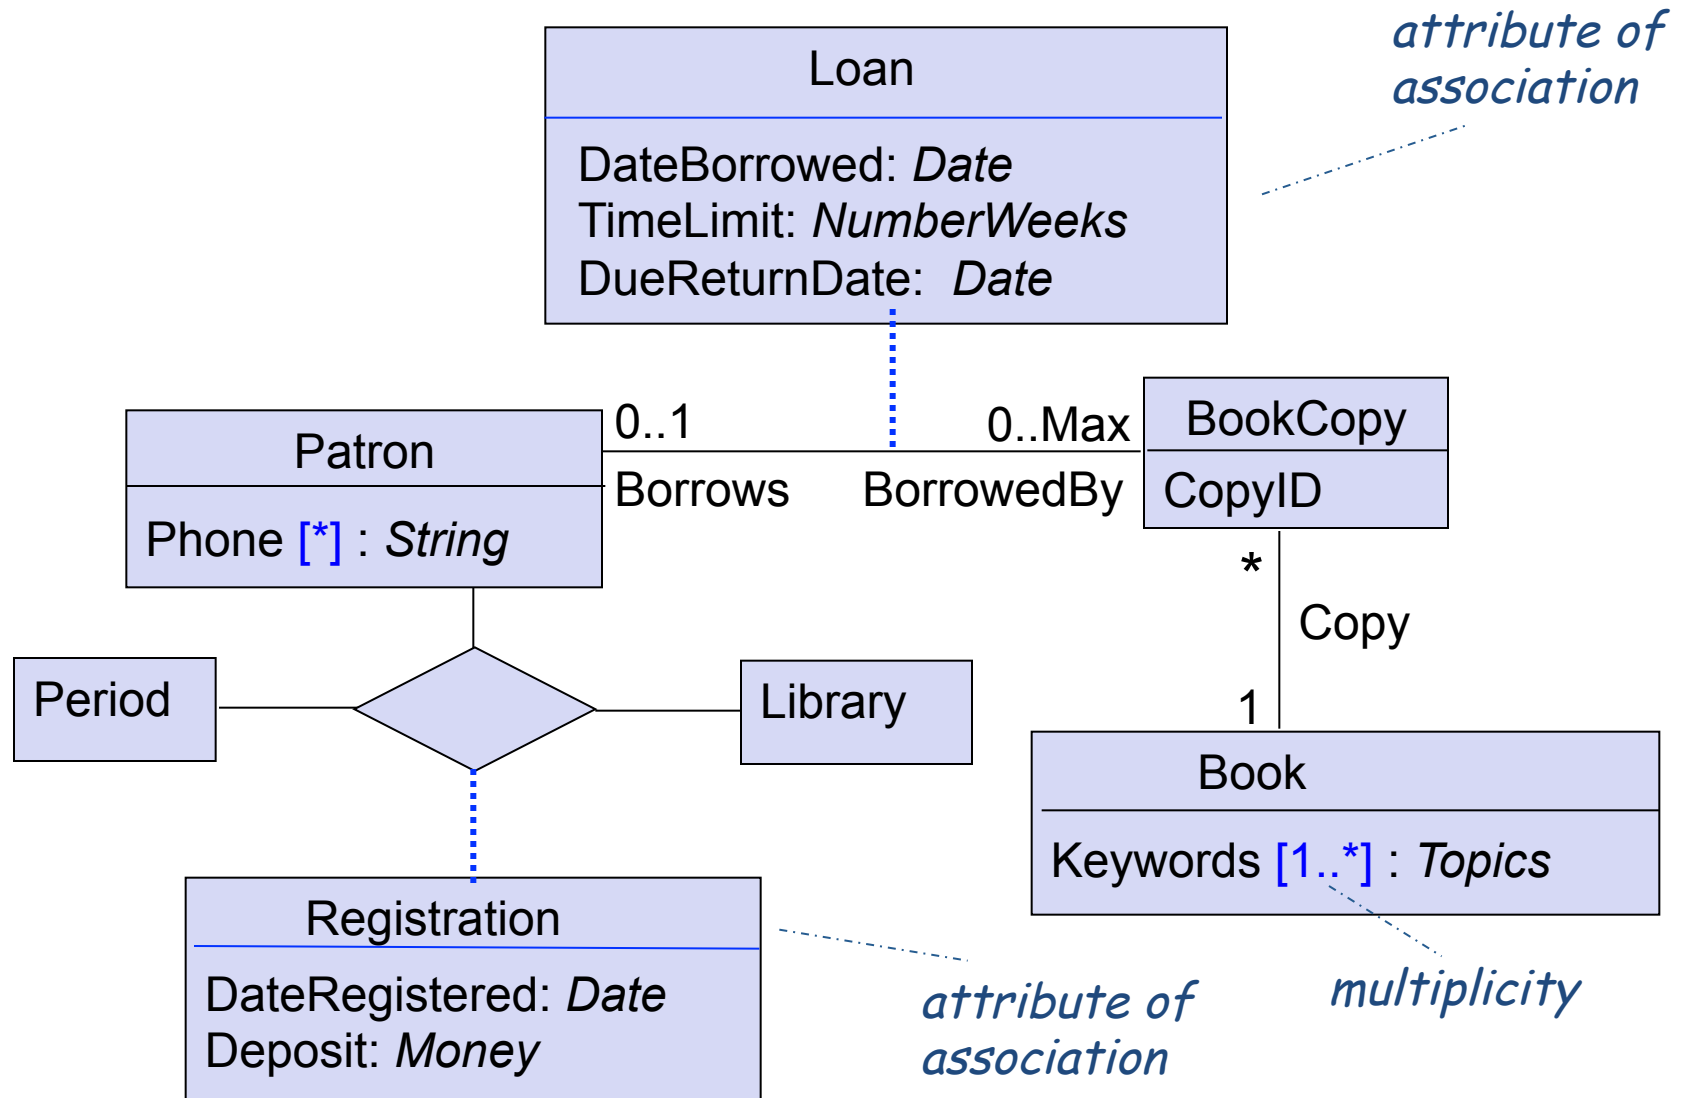 attribute of
association
Loan
DateBorrowed: Date
TimeLimit: NumberWeeks
DueReturnDate: Date
Patron
Phone [*] : String
0..1
0..Max
Borrows
BorrowedBy
BookCopy
CopyID
*
Copy
1
Period
Library
Book
Keywords [1..*] : Topics
Registration
DateRegistered: Date
Deposit: Money
attribute of
association
multiplicity